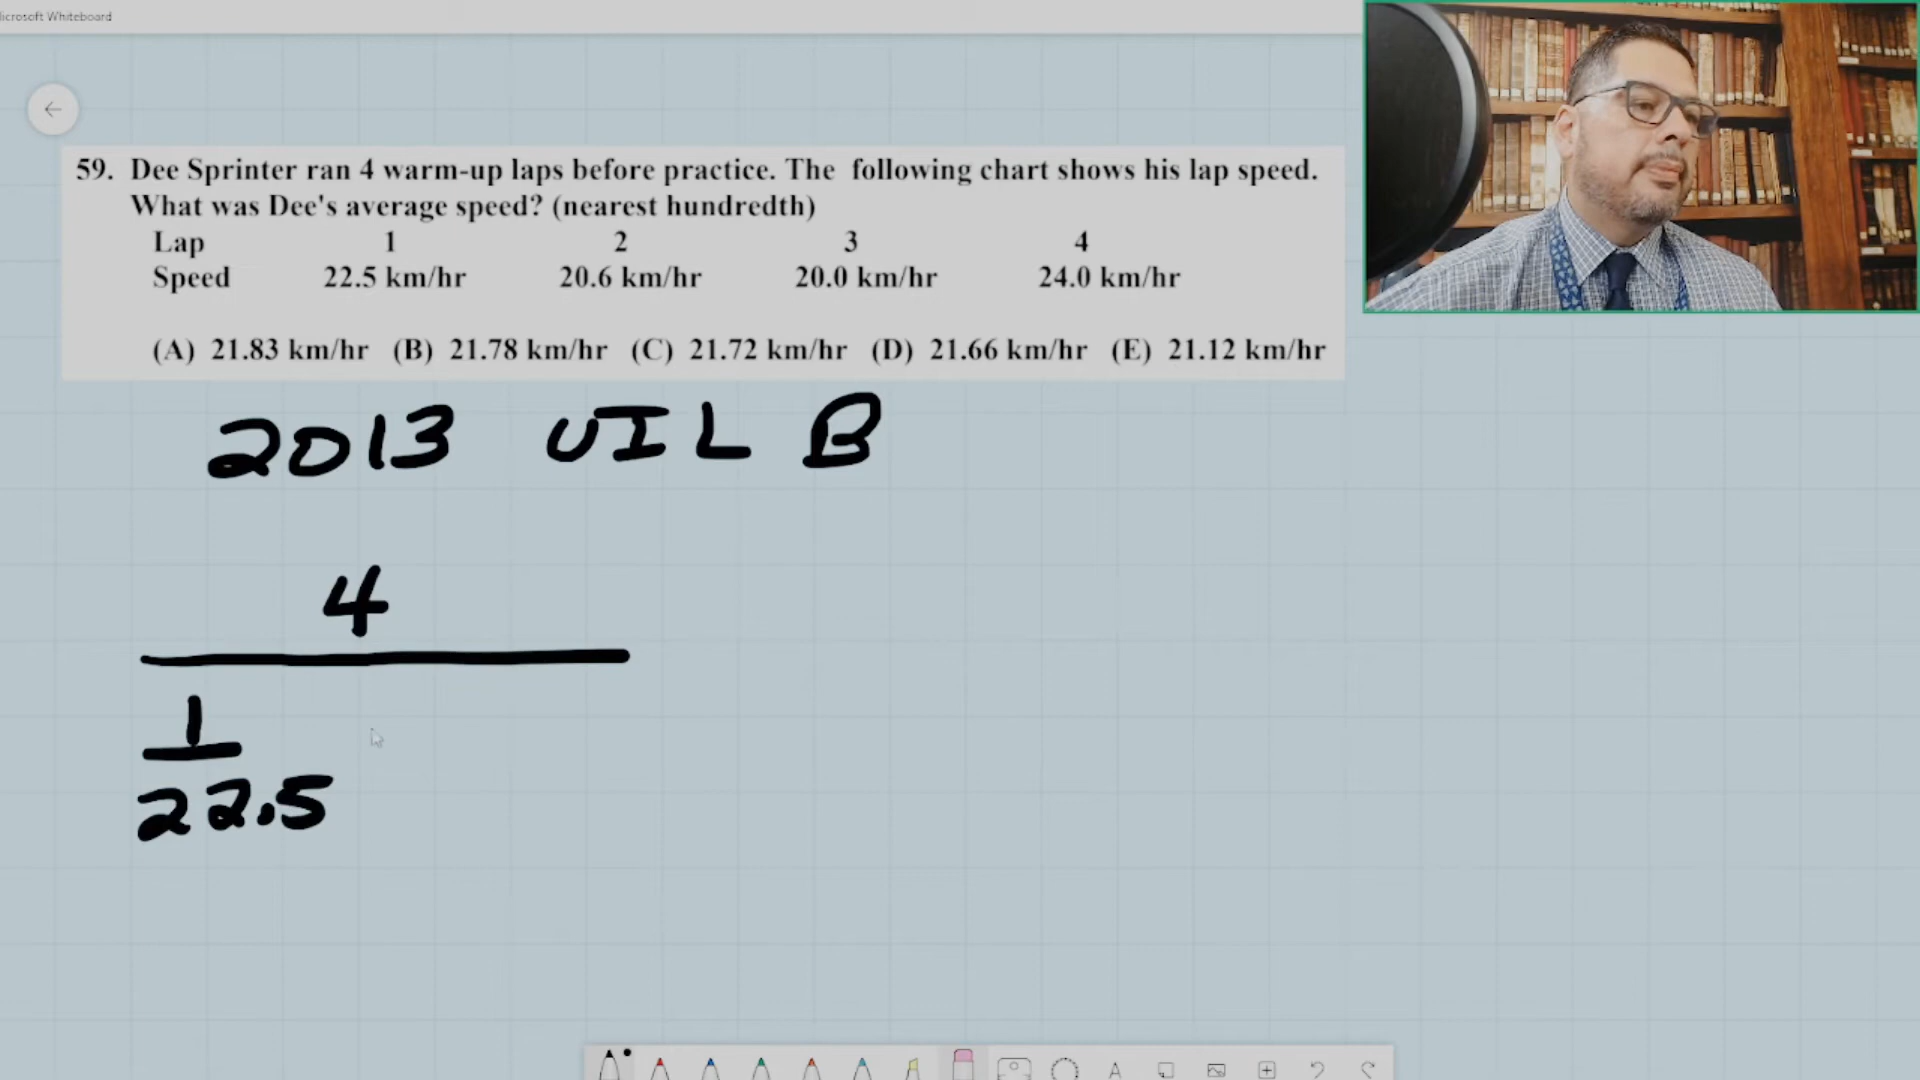 icrosoft Whiteboard
59. Dee Sprinter ran 4 warm-up laps before practice. The following chart shows his lap speed.
What was Dee's average speed? (nearest hundredth)
Lap 1 2 3 4
Speed 22.5 km/hr 20.6 km/hr 20.0 km/hr 24.0 km/hr
(A) 21.83 km/hr (B) 21.78 km/hr (C) 21.72 km/hr (D) 21.66 km/hr (E) 21.12 km/hr
2013 UIL B
4
1
22.5